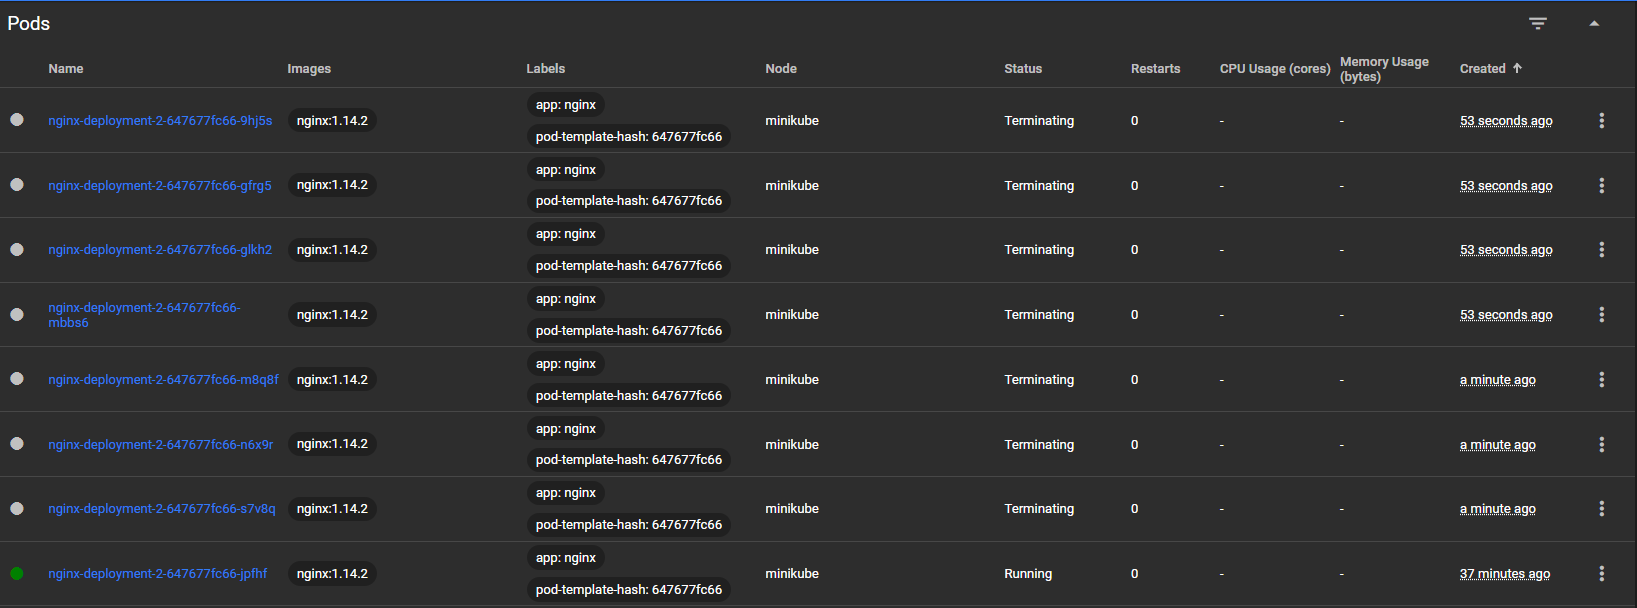 Pods
Name Images Labels Node Status Restarts CPU Usage (cores) Memory Usage (bytes) Created
nginx-deployment-2-647677fc66-9hj5s nginx:1.14.2 app: nginx pod-template-hash: 647677fc66 minikube Terminating 0 - - 53 seconds ago
nginx-deployment-2-647677fc66-gfrg5 nginx:1.14.2 app: nginx pod-template-hash: 647677fc66 minikube Terminating 0 - - 53 seconds ago
nginx-deployment-2-647677fc66-glkh2 nginx:1.14.2 app: nginx pod-template-hash: 647677fc66 minikube Terminating 0 - - 53 seconds ago
nginx-deployment-2-647677fc66-mbbs6 nginx:1.14.2 app: nginx pod-template-hash: 647677fc66 minikube Terminating 0 - - 53 seconds ago
nginx-deployment-2-647677fc66-m8q8f nginx:1.14.2 app: nginx pod-template-hash: 647677fc66 minikube Terminating 0 - - a minute ago
nginx-deployment-2-647677fc66-n6x9r nginx:1.14.2 app: nginx pod-template-hash: 647677fc66 minikube Terminating 0 - - a minute ago
nginx-deployment-2-647677fc66-s7v8q nginx:1.14.2 app: nginx pod-template-hash: 647677fc66 minikube Terminating 0 - - a minute ago
nginx-deployment-2-647677fc66-jpfhf nginx:1.14.2 app: nginx pod-template-hash: 647677fc66 minikube Running 0 - - 37 minutes ago